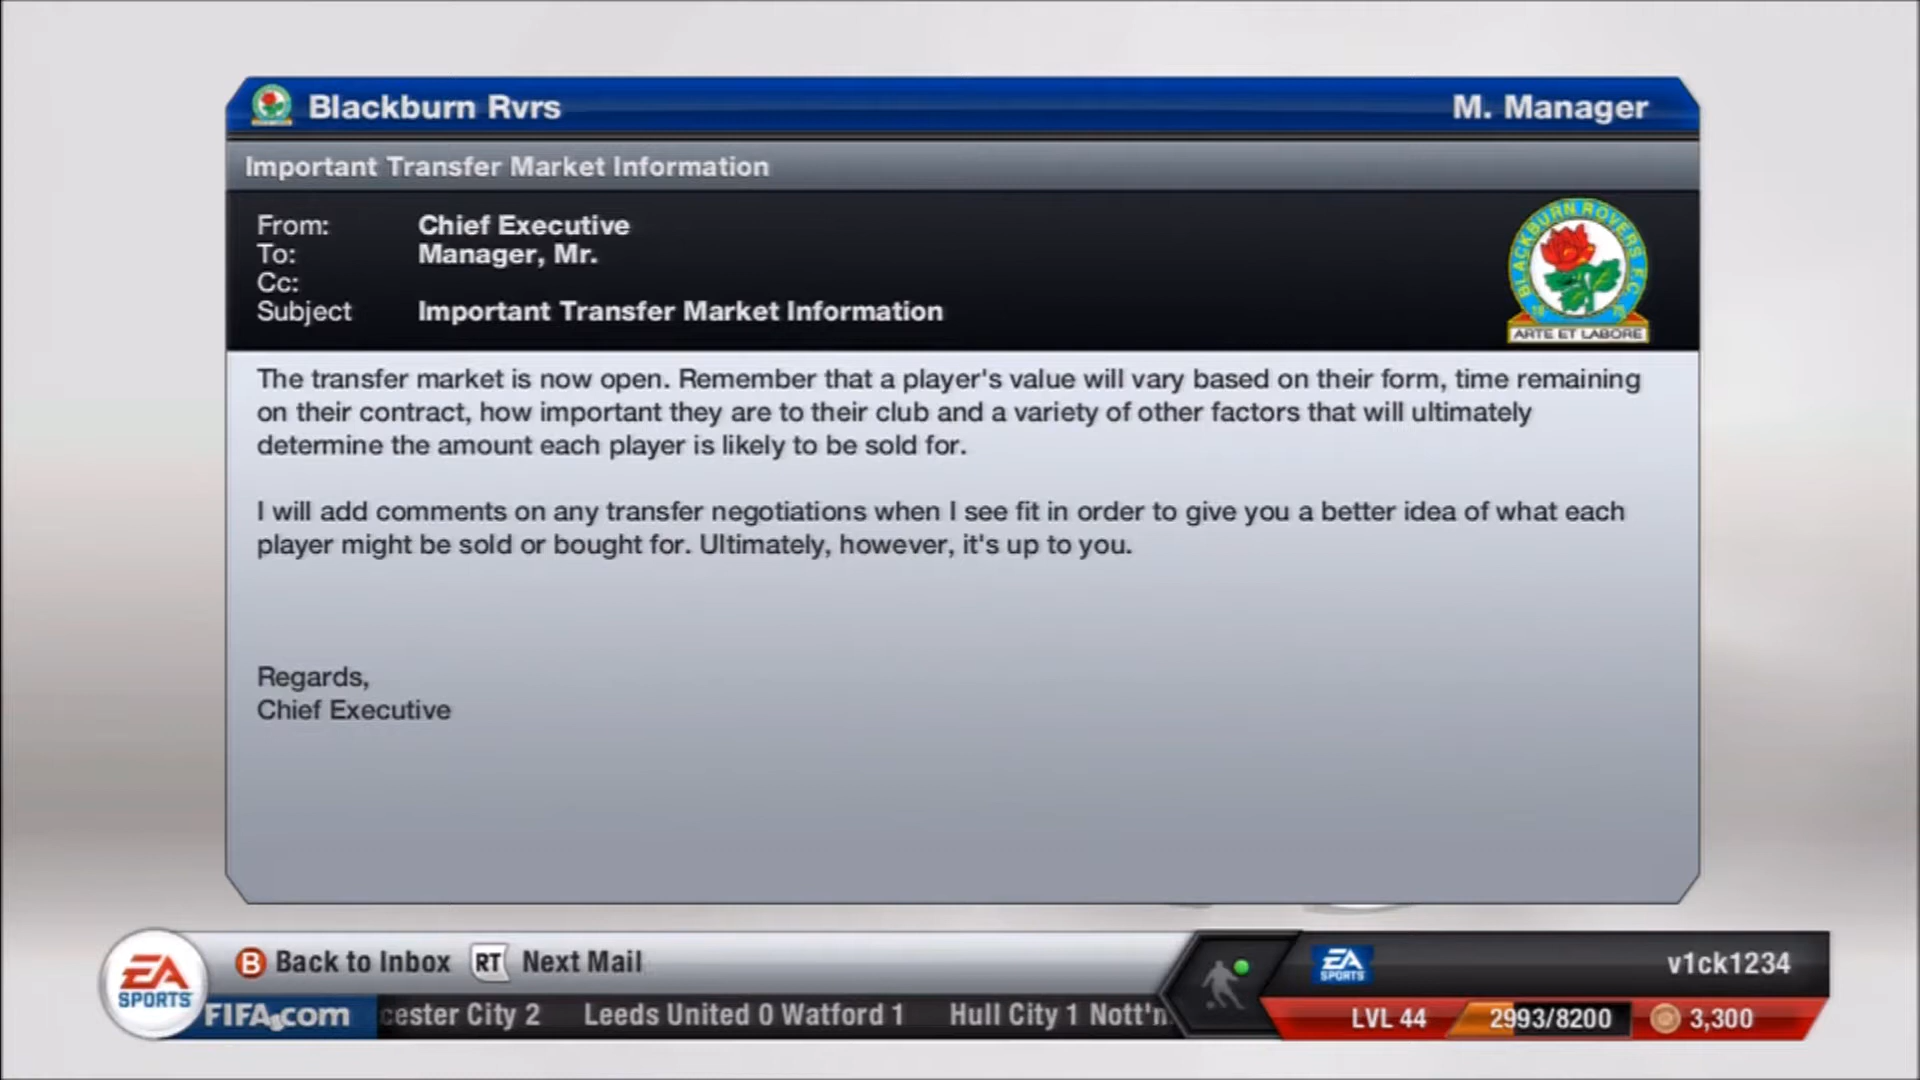 Blackburn Rvrs
M. Manager
Important Transfer Market Information
From: Chief Executive
To: Manager, Mr.
Cc:
Subject Important Transfer Market Information
BLACKBURN ROVERS F.C.
ARTE ET LABORE
The transfer market is now open. Remember that a player's value will vary based on their form, time remaining
on their contract, how important they are to their club and a variety of other factors that will ultimately
determine the amount each player is likely to be sold for.
I will add comments on any transfer negotiations when I see fit in order to give you a better idea of what each
player might be sold or bought for. Ultimately, however, it's up to you.
Regards,
Chief Executive
EA SPORTS
B Back to Inbox RT Next Mail
EA SPORTS
v1ck1234
FIFA.com
cester City 2 Leeds United 0 Watford 1 Hull City 1 Nott'n
LVL 44 2993/8200 3,300